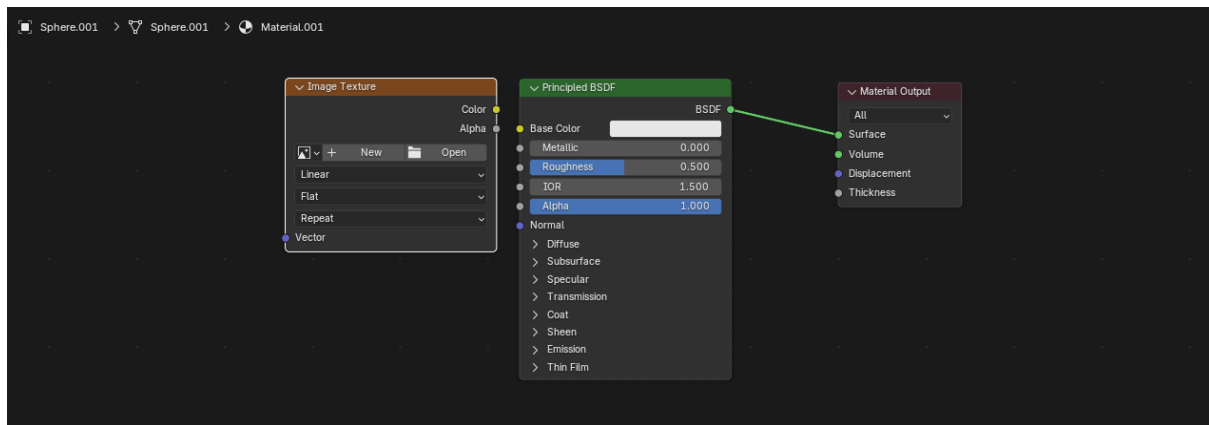 Sphere.001 > Sphere.001 > Material.001
Image Texture
Color
Alpha
New Open
Linear
Flat
Repeat
Vector
Principled BSDF
BSDF
Base Color
Metallic 0.000
Roughness 0.500
IOR 1.500
Alpha 1.000
Normal
Diffuse
Subsurface
Specular
Transmission
Coat
Sheen
Emission
Thin Film
Material Output
All
Surface
Volume
Displacement
Thickness